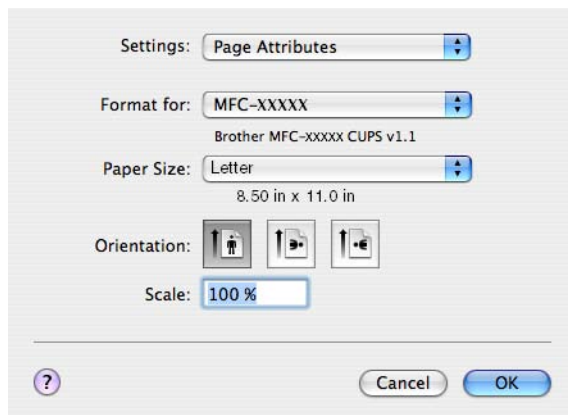 Settings: Page Attributes
Format for: MFC-XXXXX
Brother MFC-XXXXX CUPS v1.1
Paper Size: Letter
8.50 in x 11.0 in
Orientation:
Scale: 100 %
? Cancel OK